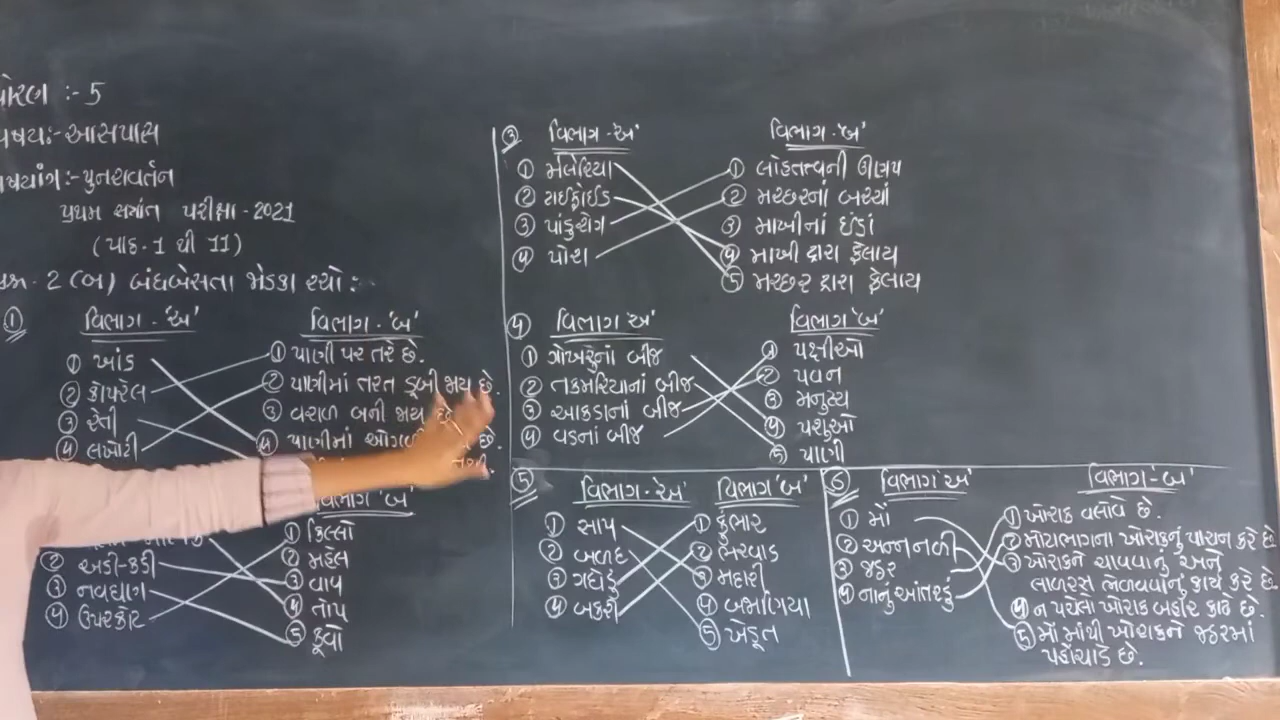 ધોરણ :- 5
વિષય:- આસપાસ
વિષયાંગ:- પુનરાવર્તન
પ્રથમ સત્રાંત પરીક્ષા - 2021
(પાઠ. 1 થી 11)
પ્રશ્ન. 2 (બ) બંધબેસતા જોડકા રચો :
① વિભાગ - 'અ' વિભાગ - 'બ'
① ખાંડ ① પાણી પર તરે છે.
② કોપરેલ ② પાણીમાં તરત ડૂબી જાય છે.
③ રેતી ③ વરાળ બની જાય છે
④ લખોટી ④ પાણીમાં ઓગળી છે.
વિભાગ 'બ'
① કિલ્લો
② અડી-કડી ② મહેલ
③ નવઘણ ③ વાવ
④ ઉપરકોટ ④ તોપ
⑤ કૂવો
③ વિભાગ - 'અ' વિભાગ - 'બ'
① મેલેરિયા ① લોહતત્વની ઊણપ
② ટાઈફોઈડ ② મચ્છરનાં બચ્ચાં
③ પાંડુરોગ ③ માખીનાં ઈંડાં
④ પોરા ④ માખી દ્વારા ફેલાય
⑤ મચ્છર દ્વારા ફેલાય
④ વિભાગ 'અ' વિભાગ 'બ'
① ગોખરુનાં બીજ ① પક્ષીઓ
② તકમરિયાનાં બીજ ② પવન
③ આકડાનાં બીજ ③ મનુષ્ય
④ વડનાં બીજ ④ પશુઓ
⑤ પાણી
⑤ વિભાગ - 'અ' વિભાગ 'બ'
① સાપ ① કુંભાર
② બળદ ② ભરવાડ
③ ગધેડું ③ મદારી
④ બકરી ④ બજાણિયા
⑤ ખેડૂત
⑥ વિભાગ 'અ' વિભાગ - 'બ'
① મોં ① ખોરાક વલોવે છે.
② અન્નનળી ② મોટાભાગના ખોરાકનું પાચન કરે છે
③ જઠર ③ ખોરાકને ચાવવાનું અને
લાળરસ ભેળવવાનું કાર્ય કરે છે
④ નાનું આંતરડું ④ ન પચેલા ખોરાક બહાર કાઢે છે.
⑤ મોં માંથી ખોરાકને જઠરમાં
પહોંચાડે છે.